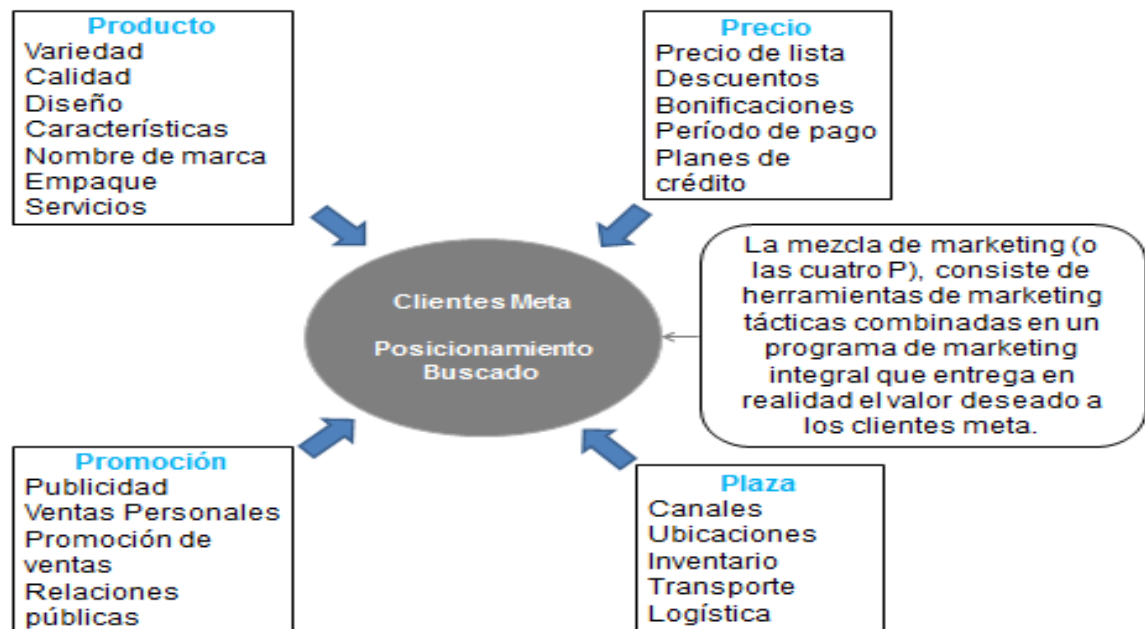 Producto
Variedad
Calidad
Diseño
Características
Nombre de marca
Empaque
Servicios
Precio
Precio de lista
Descuentos
Bonificaciones
Período de pago
Planes de
crédito
Clientes Meta
Posicionamiento
Buscado
La mezcla de marketing (o
las cuatro P), consiste de
herramientas de marketing
tácticas combinadas en un
programa de marketing
integral que entrega en
realidad el valor deseado a
los clientes meta.
Promoción
Publicidad
Ventas Personales
Promoción de
ventas
Relaciones
públicas
Plaza
Canales
Ubicaciones
Inventario
Transporte
Logística